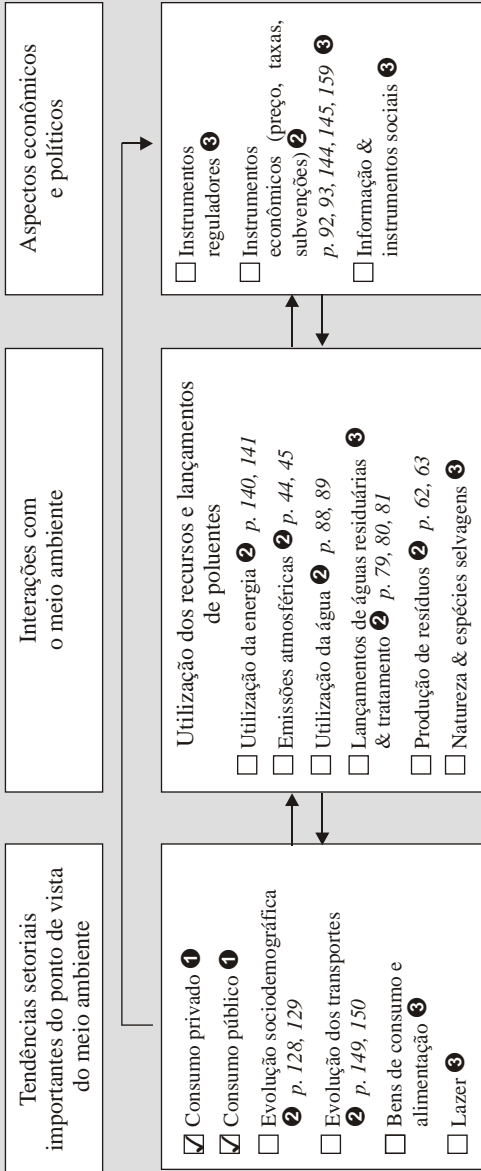 Tendências setoriais
importantes do ponto de vista
do meio ambiente
☑ Consumo privado ❶
☑ Consumo público ❶
☐ Evolução sociodemográfica
❷ p. 128, 129
☐ Evolução dos transportes
❷ p. 149, 150
☐ Bens de consumo e
alimentação ❸
☐ Lazer ❸
Interações com
o meio ambiente
Utilização dos recursos e lançamentos
de poluentes
☐ Utilização da energia ❷ p. 140, 141
☐ Emissões atmosféricas ❷ p. 44, 45
☐ Utilização da água ❷ p. 88, 89
☐ Lançamentos de águas residuárias ❸
& tratamento ❷ p. 79, 80, 81
☐ Produção de resíduos ❷ p. 62, 63
☐ Natureza & espécies selvagens ❸
Aspectos econômicos
e políticos
☐ Instrumentos
reguladores ❸
☐ Instrumentos
econômicos (preço, taxas,
subvenções) ❷
p. 92, 93, 144, 145, 159 ❸
☐ Informação &
instrumentos sociais ❸